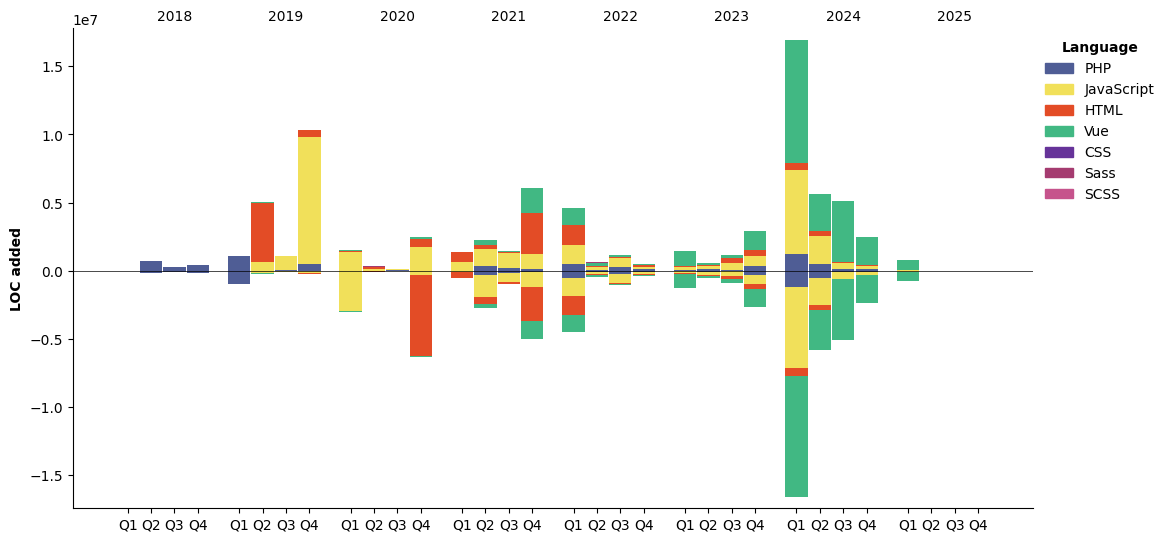 1e7
2018 2019 2020 2021 2022 2023 2024 2025
1.5
1.0
0.5
0.0
−0.5
−1.0
−1.5
LOC added
Q1 Q2 Q3 Q4 Q1 Q2 Q3 Q4 Q1 Q2 Q3 Q4 Q1 Q2 Q3 Q4 Q1 Q2 Q3 Q4 Q1 Q2 Q3 Q4 Q1 Q2 Q3 Q4 Q1 Q2 Q3 Q4
Language
PHP
JavaScript
HTML
Vue
CSS
Sass
SCSS